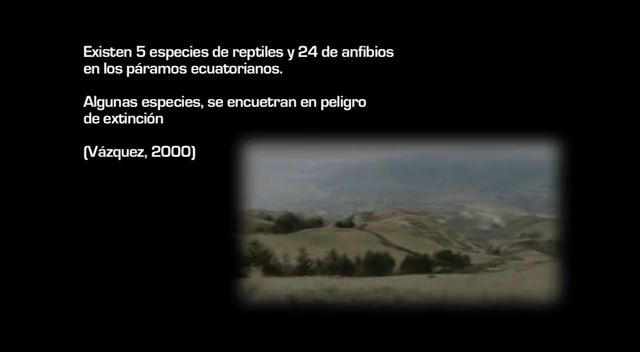 Existen 5 especies de reptiles y 24 de anfibios
en los páramos ecuatorianos.
Algunas especies, se encuetran en peligro
de extinción
(Vázquez, 2000)